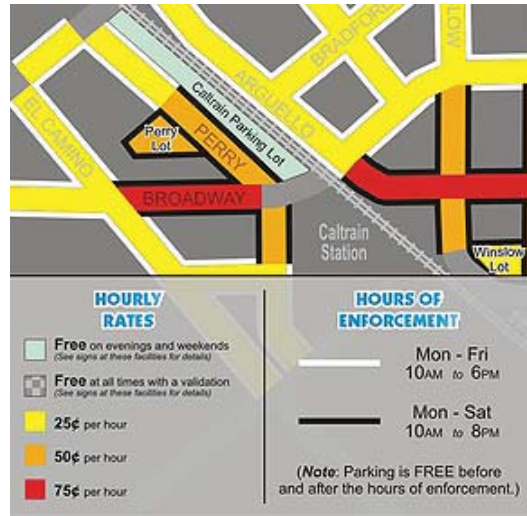 BRADFORD
LOW
ARGUELLO
EL CAMINO
Caltrain Parking Lot
Perry
Lot
PERRY
BROADWAY
Caltrain
Station
Winslow
Lot
HOURLY
RATES
Free on evenings and weekends
(See signs at these facilities for details)
Free at all times with a validation
(See signs at these facilities for details)
25¢ per hour
50¢ per hour
75¢ per hour
HOURS OF
ENFORCEMENT
Mon - Fri
10AM to 6PM
Mon - Sat
10AM to 8PM
(Note: Parking is FREE before
and after the hours of enforcement.)